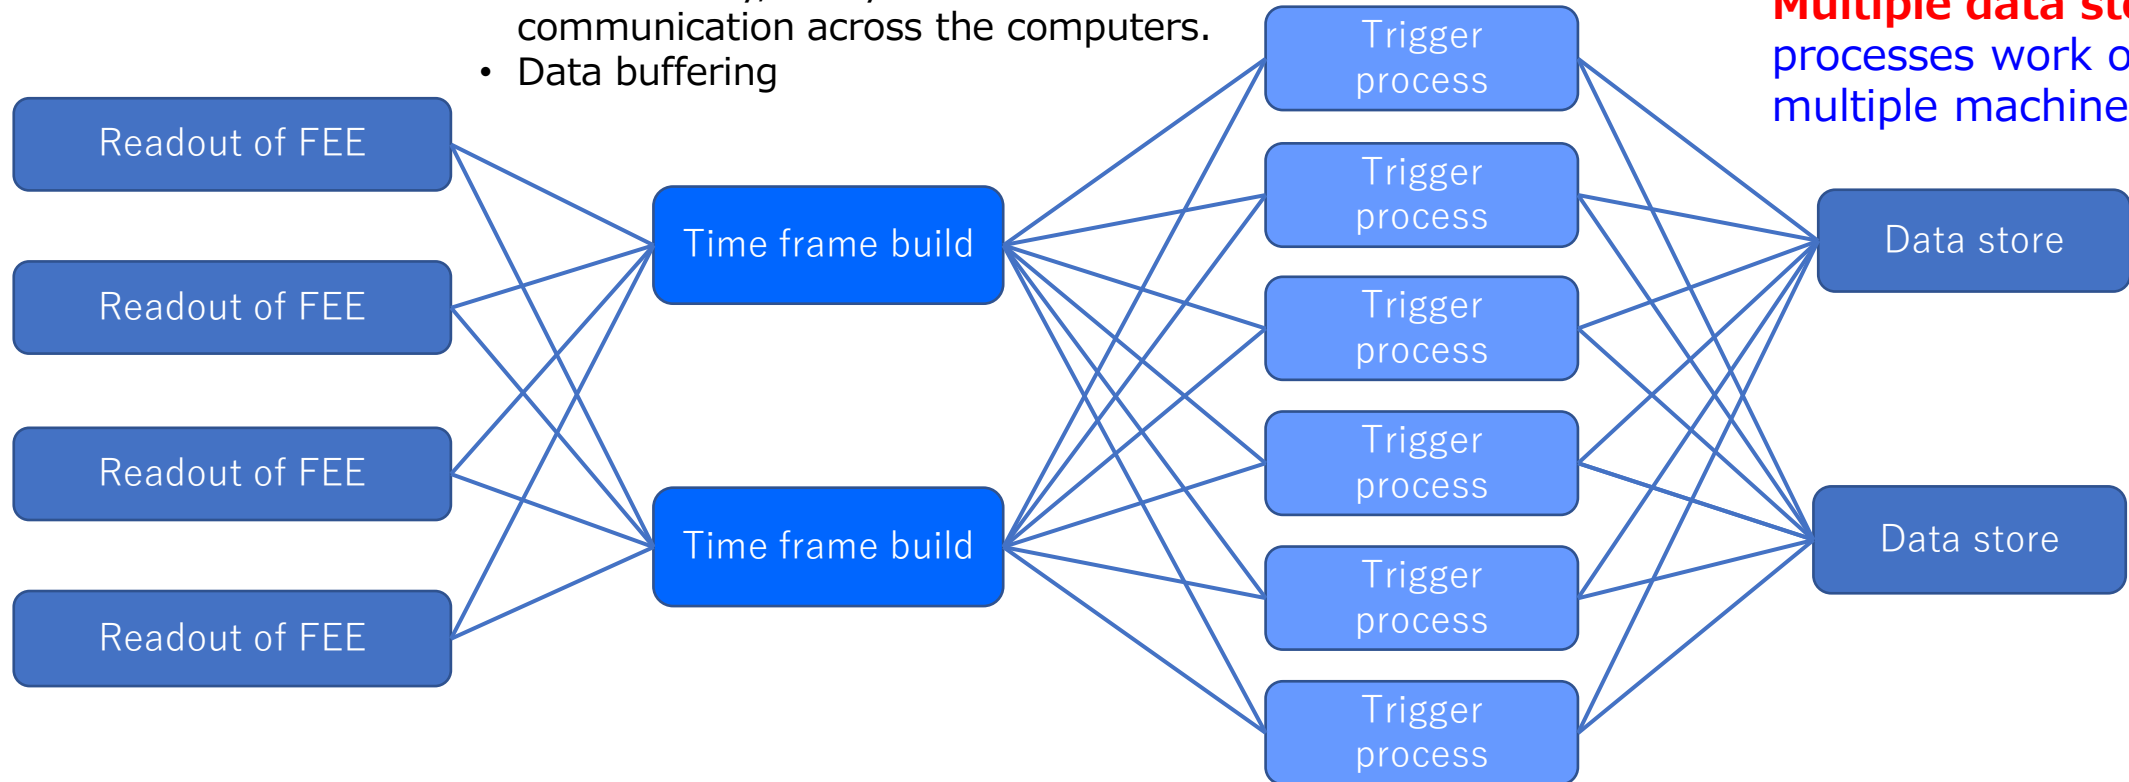 communication across the computers.
• Data buffering
Multiple data
processes work
multiple machine
Readout of FEE
Readout of FEE
Readout of FEE
Readout of FEE
Time frame build
Time frame build
Trigger
process
Trigger
process
Trigger
process
Trigger
process
Trigger
process
Trigger
process
Data store
Data store